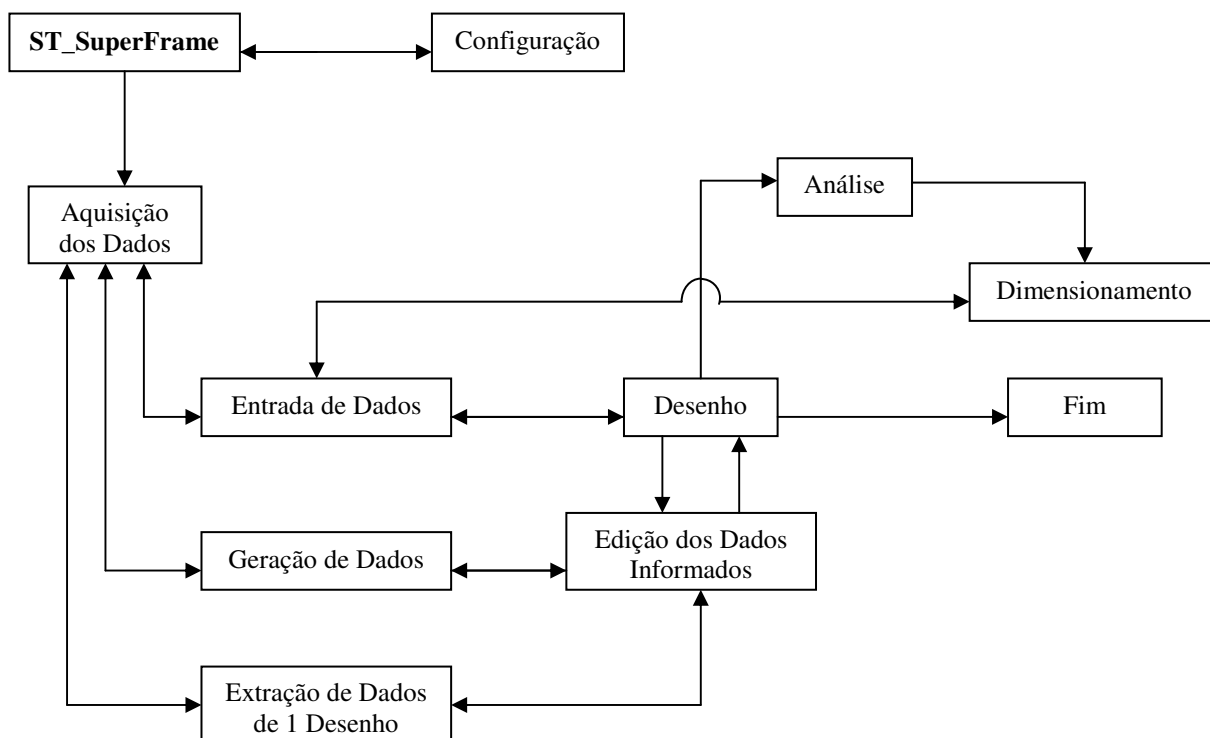 ST_SuperFrame
Configuração
Análise
Aquisição
dos Dados
Dimensionamento
Entrada de Dados
Desenho
Fim
Geração de Dados
Edição dos Dados
Informados
Extração de Dados
de 1 Desenho